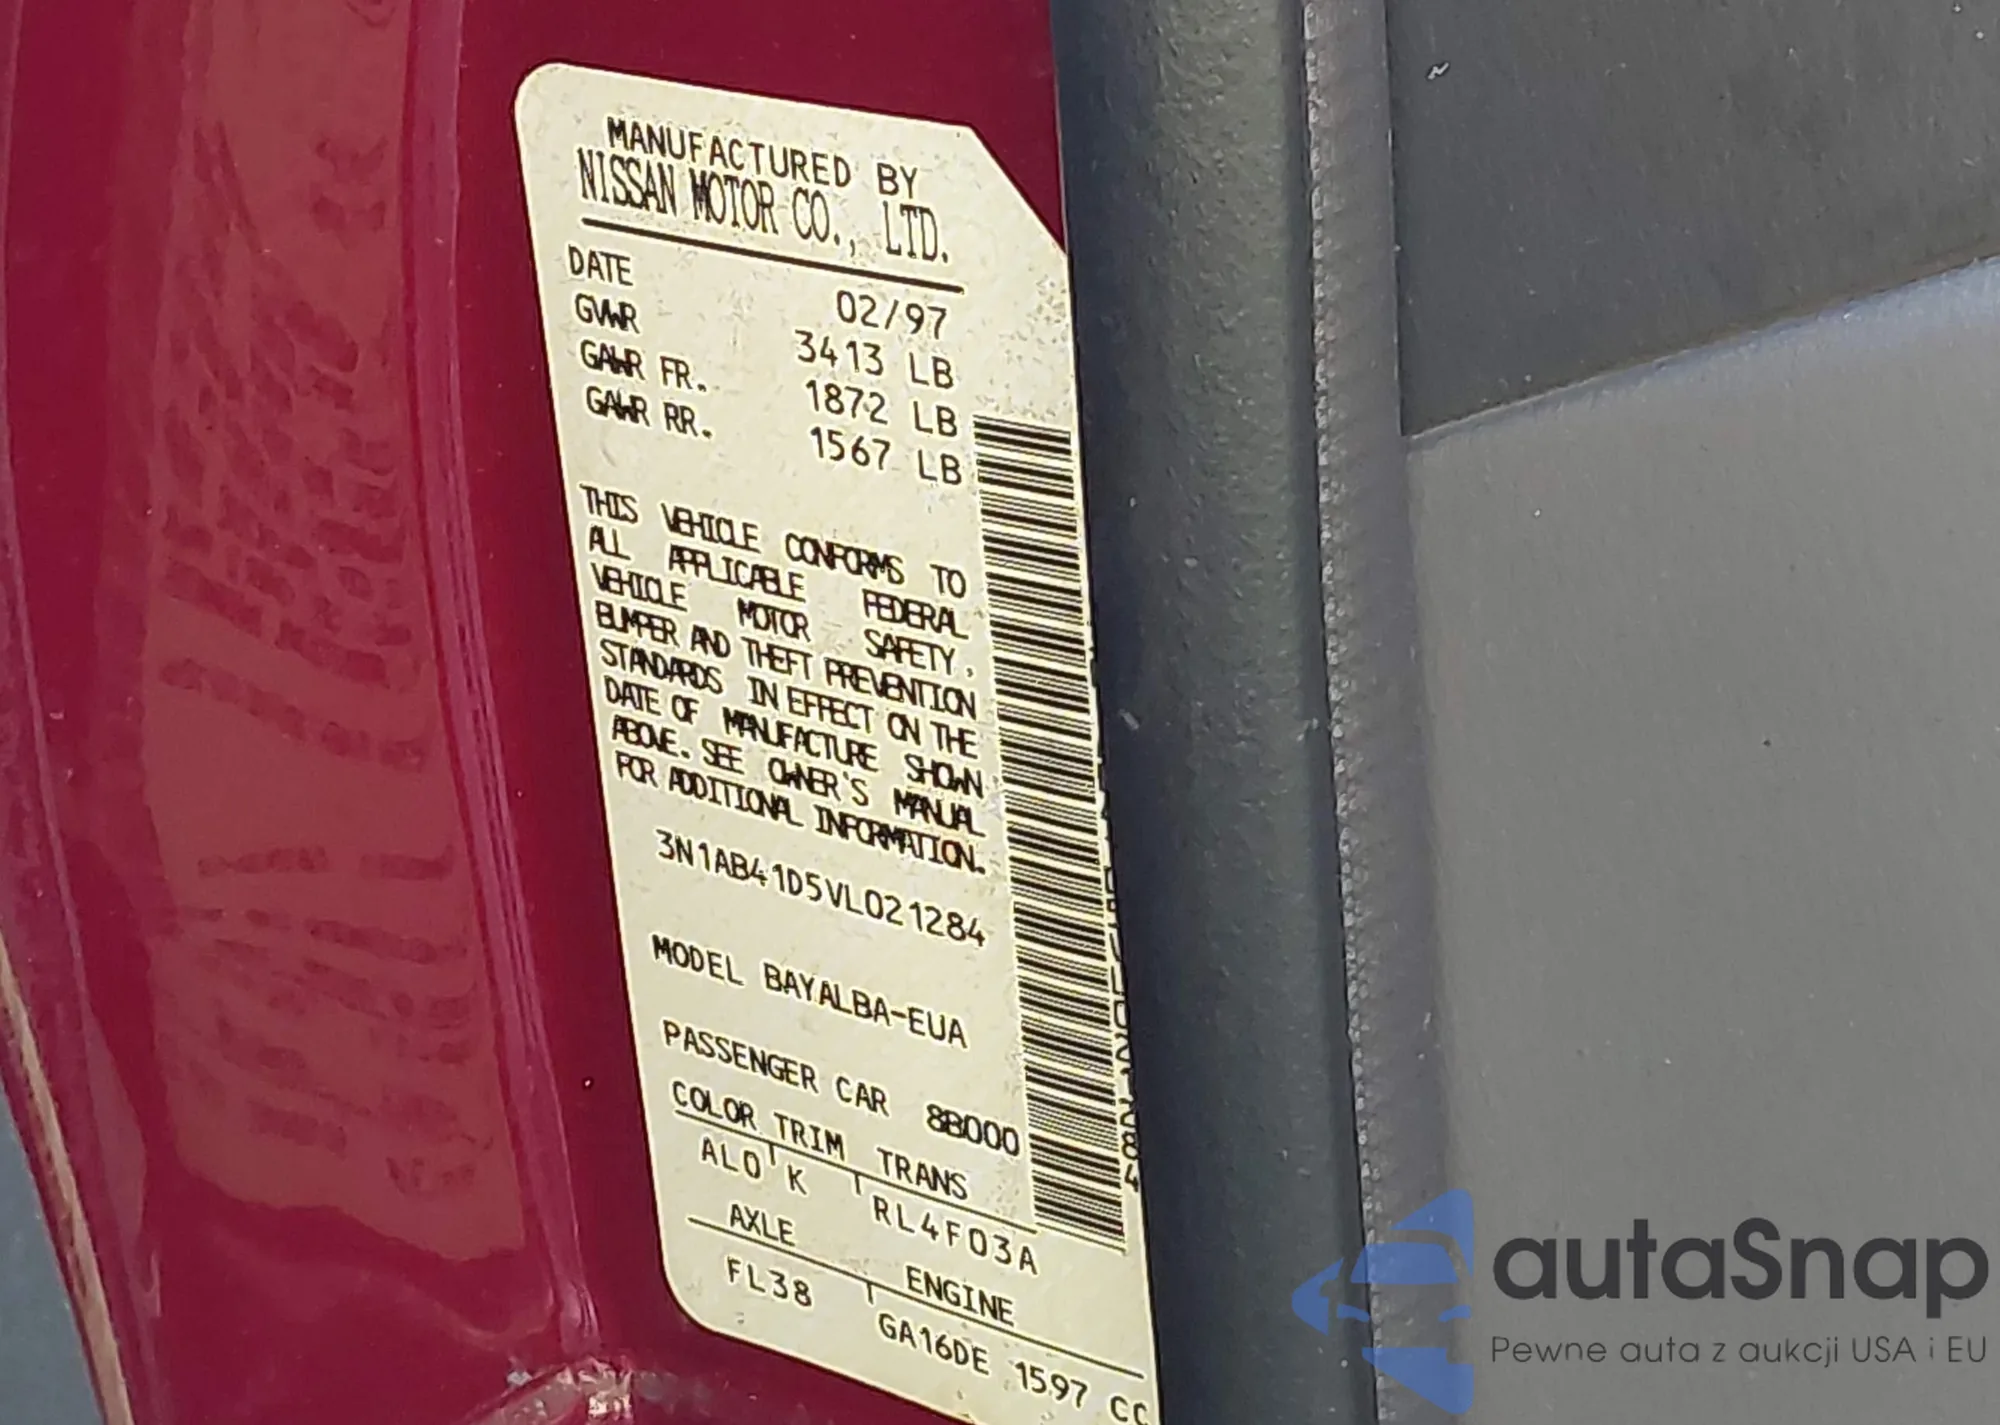 MANUFACTURED BY
NISSAN MOTOR CO., LTD.
DATE 02/97
GVWR 3413 LB
GAWR FR. 1872 LB
GAWR RR. 1567 LB
THIS VEHICLE CONFORMS TO
ALL APPLICABLE FEDERAL
VEHICLE MOTOR SAFETY,
BUMPER AND THEFT PREVENTION
STANDARDS IN EFFECT ON THE
DATE OF MANUFACTURE SHOWN
ABOVE. SEE OWNER'S MANUAL
FOR ADDITIONAL INFORMATION.
3N1AB41D5VL021284
MODEL BAYALBA-EUA
PASSENGER CAR 8B000
COLOR TRIM TRANS
AL0 K RL4F03A
AXLE ENGINE
FL38 GA16DE 1597 CC
autaSnap
Pewne auta z aukcji USA i EU